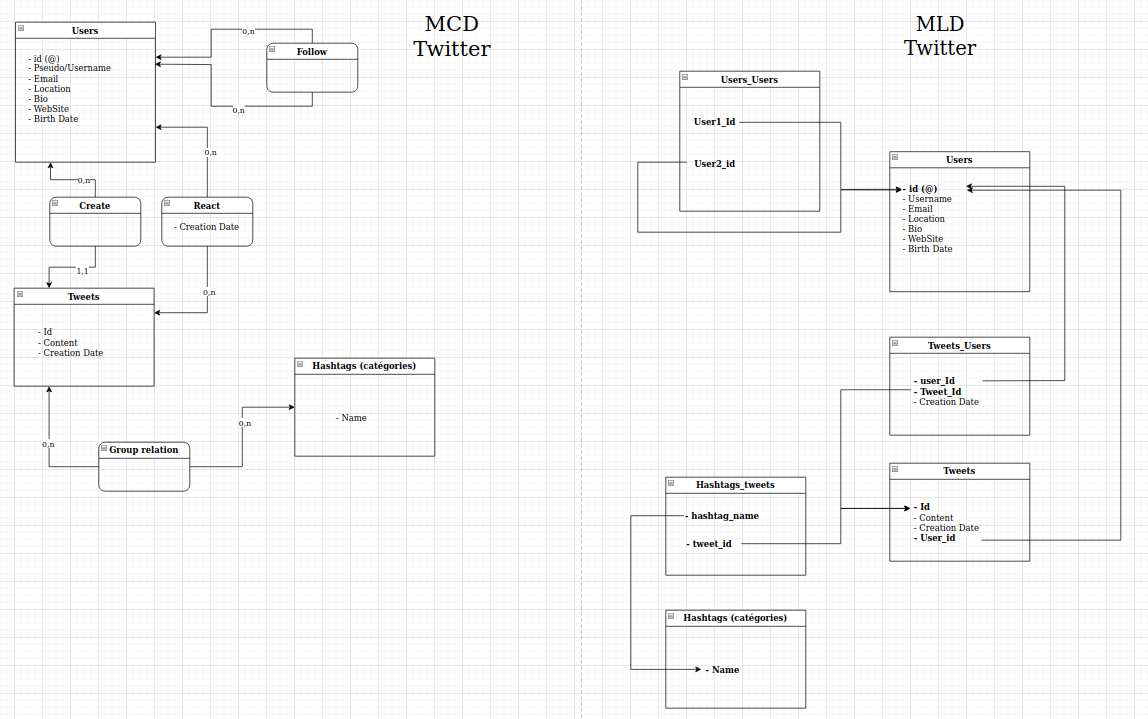 MCD
Twitter
Users
- id (@)
- Pseudo/Username
- Email
- Location
- Bio
- WebSite
- Birth Date
0,n
Follow
0,n
0,n
0,n
Create
React
- Creation Date
1,1
0,n
Tweets
- Id
- Content
- Creation Date
Hashtags (catégories)
- Name
0,n
0,n
Group relation
MLD
Twitter
Users_Users
User1_Id
User2_id
Users
- id (@)
- Username
- Email
- Location
- Bio
- WebSite
- Birth Date
Tweets_Users
- user_Id
- Tweet_Id
- Creation Date
Tweets
- Id
- Content
- Creation Date
- User_id
Hashtags_tweets
- hashtag_name
- tweet_id
Hashtags (catégories)
- Name